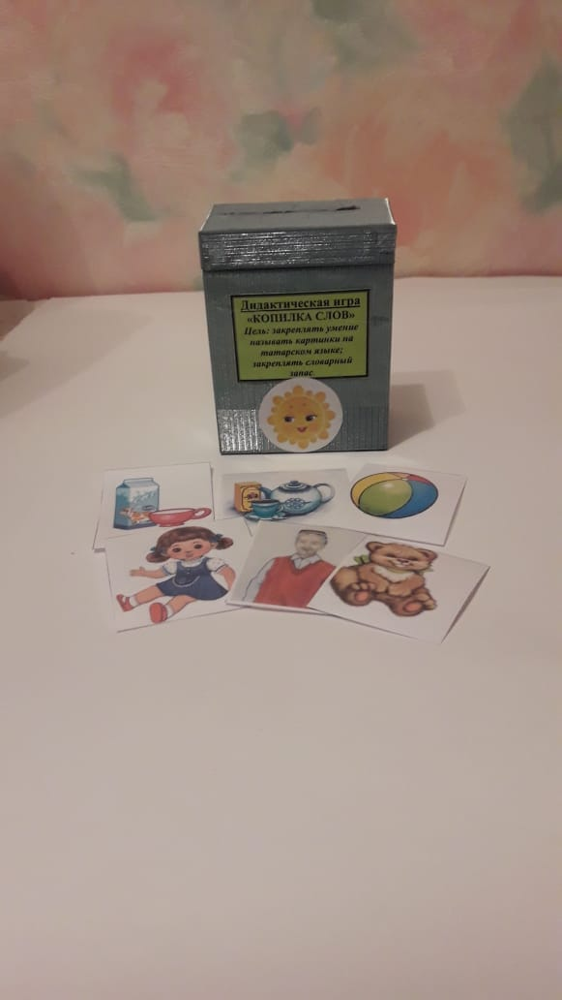 Дидактическая игра
«КОПИЛКА СЛОВ»
Цель: закреплять умение
называть картинки на
татарском языке;
закреплять словарный
запас.